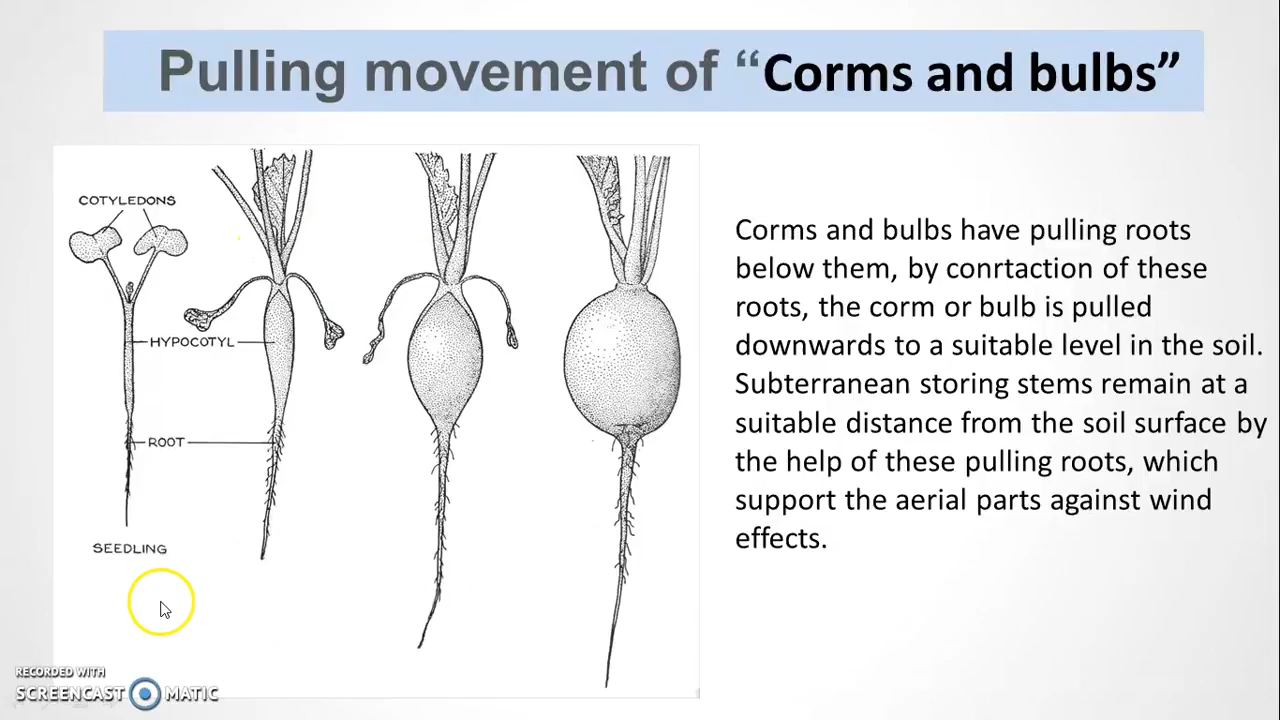 Pulling movement of “Corms and bulbs”
COTYLEDONS
HYPOCOTYL
ROOT
SEEDLING
Corms and bulbs have pulling roots
below them, by conrtaction of these
roots, the corm or bulb is pulled
downwards to a suitable level in the soil.
Subterranean storing stems remain at a
suitable distance from the soil surface by
the help of these pulling roots, which
support the aerial parts against wind
effects.
RECORDED WITH
SCREENCAST MATIC